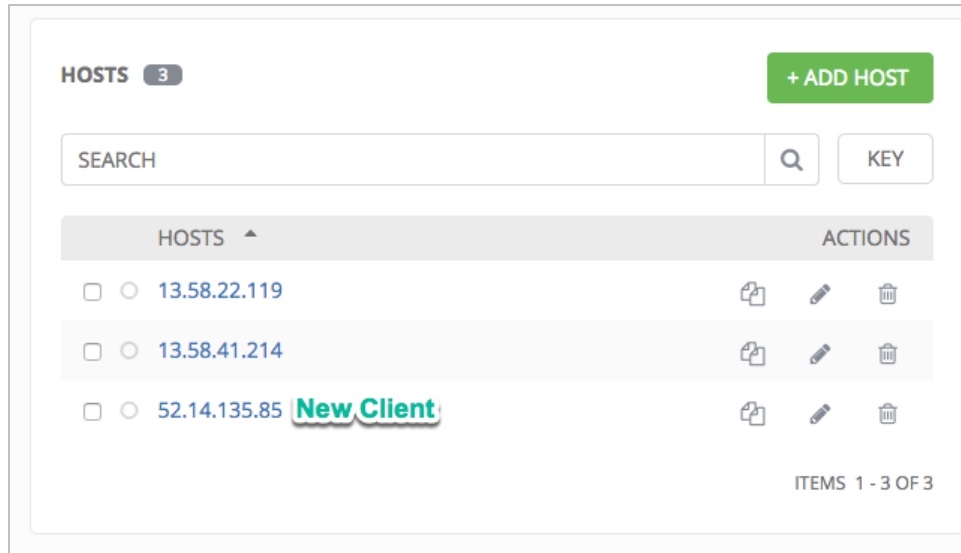 HOSTS 3
+ ADD HOST
SEARCH
KEY
HOSTS ACTIONS
13.58.22.119
13.58.41.214
52.14.135.85 New Client
ITEMS 1 - 3 OF 3